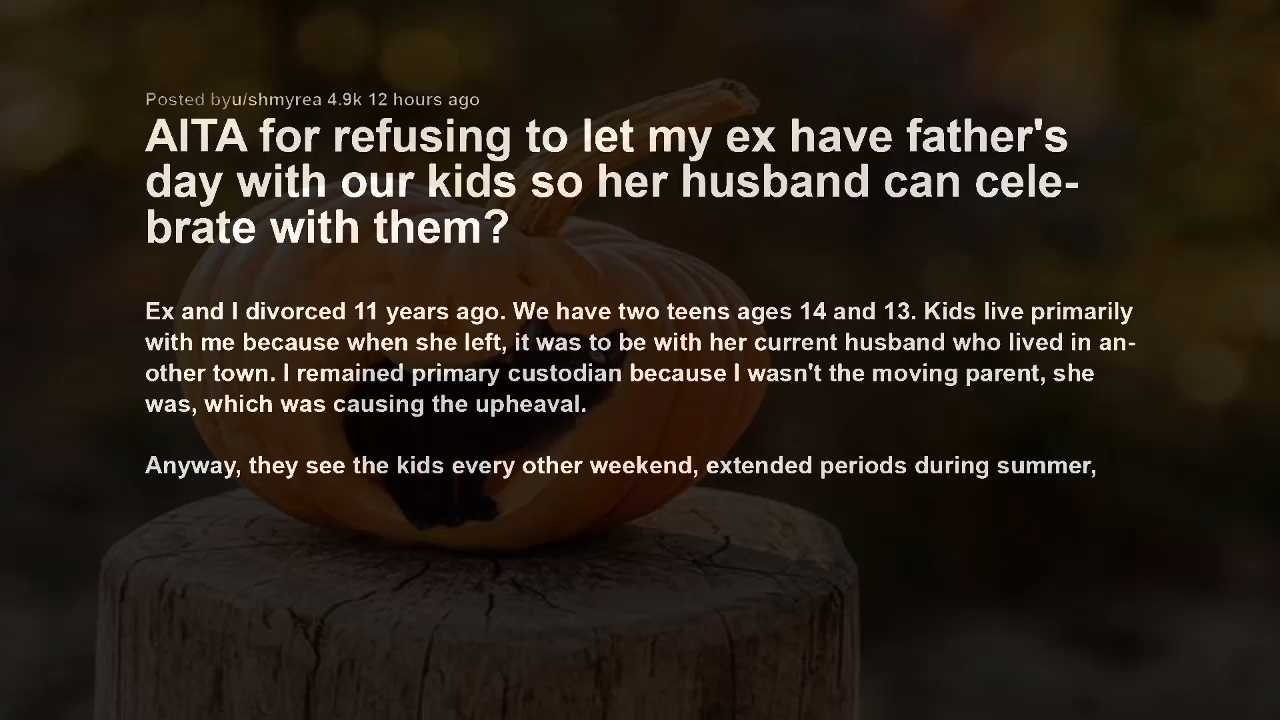 Posted byu/shmyrea 4.9k 12 hours ago
AITA for refusing to let my ex have father's
day with our kids so her husband can cele-
brate with them?
Ex and I divorced 11 years ago. We have two teens ages 14 and 13. Kids live primarily
with me because when she left, it was to be with her current husband who lived in an-
other town. I remained primary custodian because I wasn't the moving parent, she
was, which was causing the upheaval.
Anyway, they see the kids every other weekend, extended periods during summer,